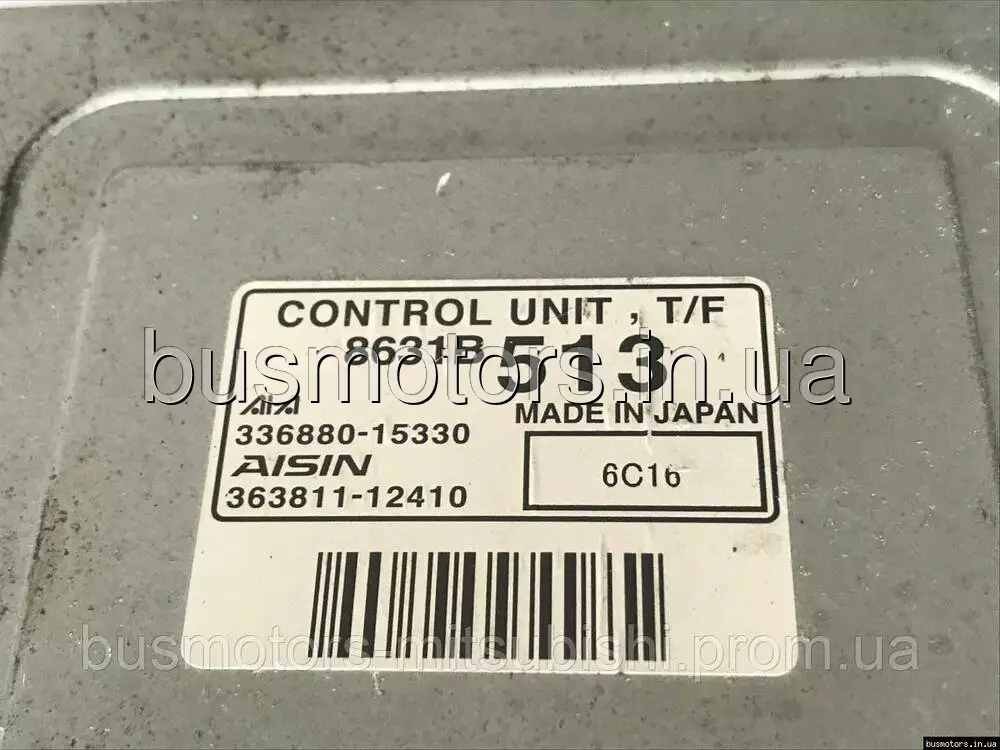 CONTROL UNIT , T/F
8631B 513
busmotors.in.ua
MADE IN JAPAN
336880-15330
AISIN
6C16
363811-12410
busmotors-mitsubishi.prom.ua
busmotors.in.ua